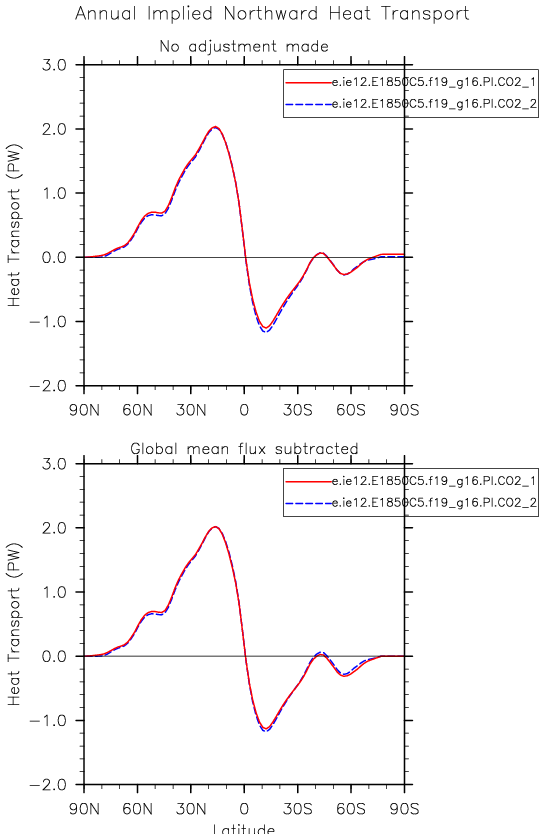 Annual Implied Northward Heat Transport
No adjustment made
e.ie12.E1850C5.f19_g16.PI.CO2_1
e.ie12.E1850C5.f19_g16.PI.CO2_2
Heat Transport (PW)
3.0
2.0
1.0
0.0
−1.0
−2.0
90N 60N 30N 0 30S 60S 90S
Global mean flux subtracted
e.ie12.E1850C5.f19_g16.PI.CO2_1
e.ie12.E1850C5.f19_g16.PI.CO2_2
Heat Transport (PW)
3.0
2.0
1.0
0.0
−1.0
−2.0
90N 60N 30N 0 30S 60S 90S
Latitude